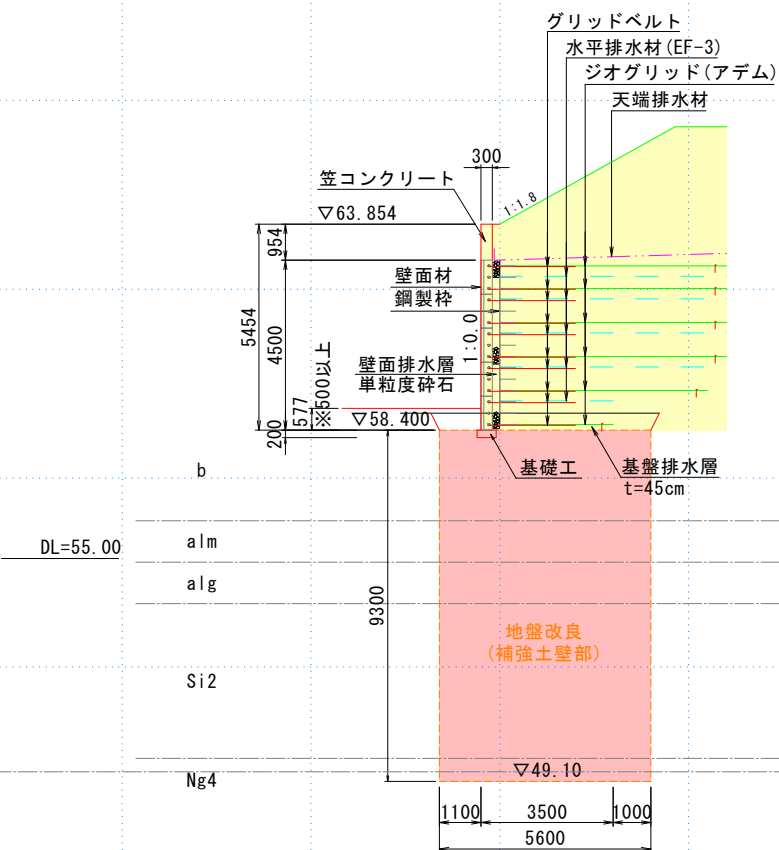 グリッドベルト
水平排水材(EF-3)
ジオグリッド(アデム)
天端排水材
300
笠コンクリート
1:1.8
▽63.854
954
壁面材
鋼製枠
5454
4500
1:0.0
※500以上
壁面排水層
単粒度砕石
577
▽58.400
200
基礎工
基盤排水層
t=45cm
b
DL=55.00
alm
alg
9300
地盤改良
(補強土壁部)
Si2
Ng4
▽49.10
1100
3500
1000
5600